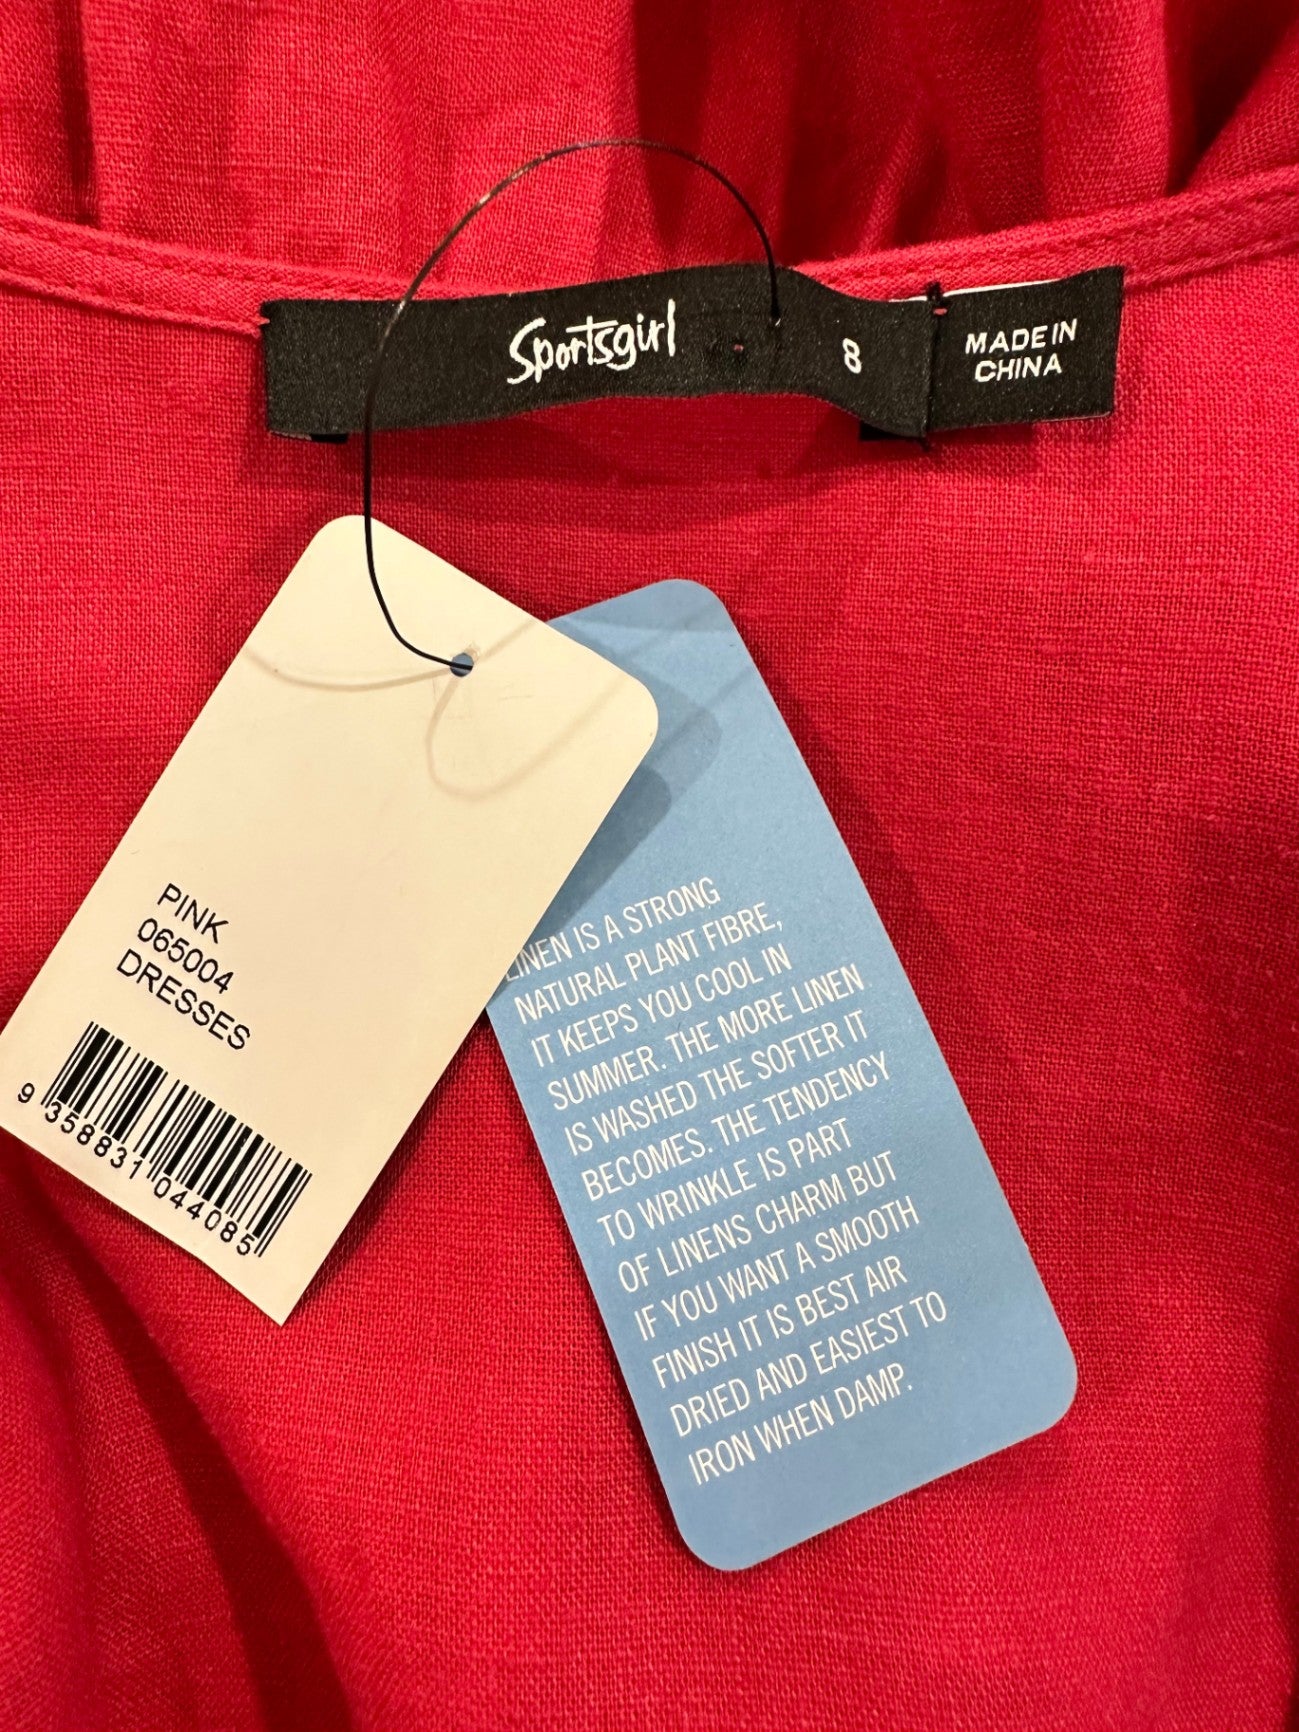 Sportsgirl
8
MADE IN
CHINA
PINK
065004
DRESSES
9 358831 044085
LINEN IS A STRONG
NATURAL PLANT FIBRE,
IT KEEPS YOU COOL IN
SUMMER. THE MORE LINEN
IS WASHED THE SOFTER IT
BECOMES. THE TENDENCY
TO WRINKLE IS PART
OF LINENS CHARM BUT
IF YOU WANT A SMOOTH
FINISH IT IS BEST AIR
DRIED AND EASIEST TO
IRON WHEN DAMP.